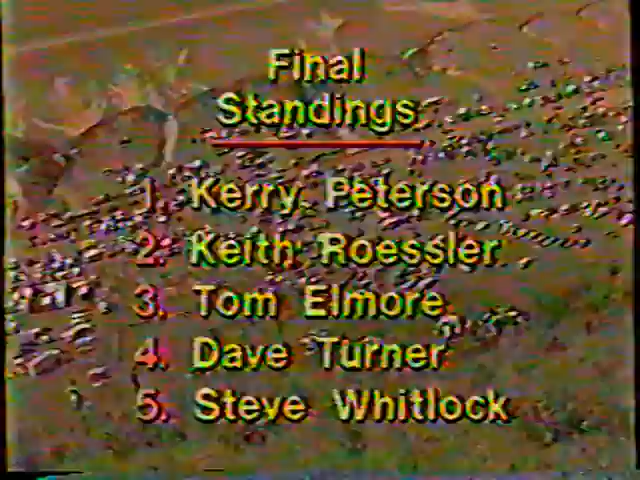 Final
Standings
1. Kerry Peterson
2. Keith Roessler
3. Tom Elmore
4. Dave Turner
5. Steve Whitlock